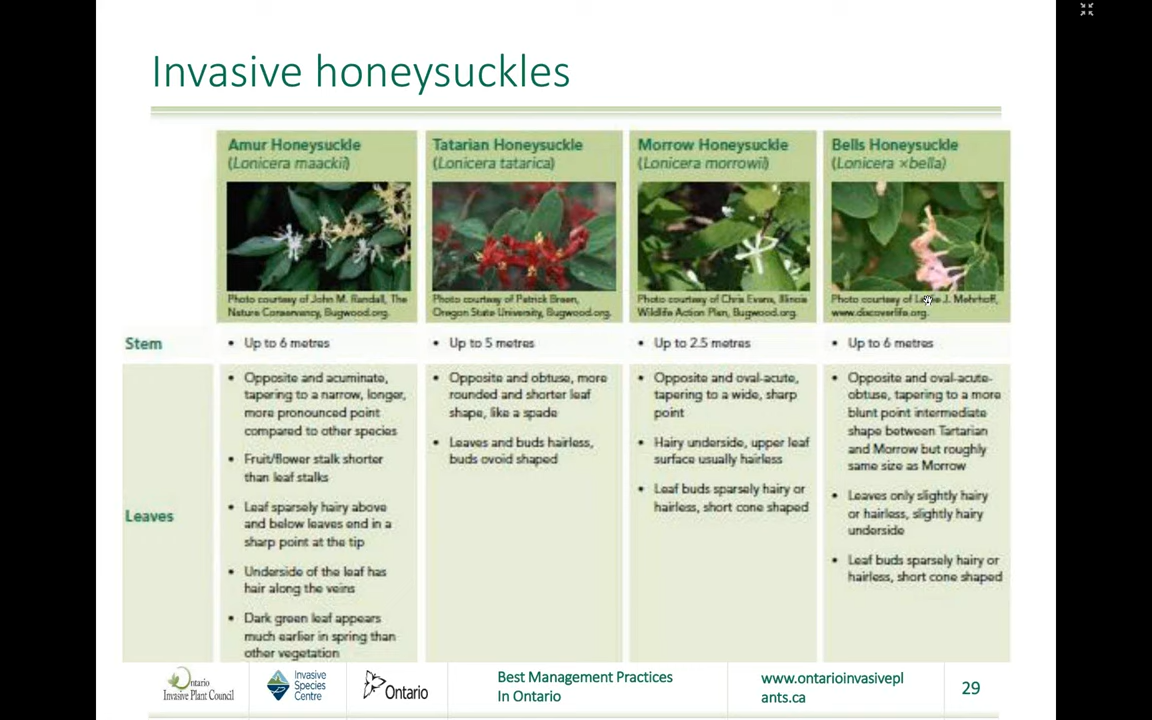 Invasive honeysuckles
Amur Honeysuckle
(Lonicera maackii)
Photo courtesy of John M. Randall, The
Nature Conservancy, Bugwood.org.
Tatarian Honeysuckle
(Lonicera tatarica)
Photo courtesy of Patrick Breen,
Oregon State University, Bugwood.org.
Morrow Honeysuckle
(Lonicera morrowii)
Photo courtesy of Chris Evans, Illinois
Wildlife Action Plan, Bugwood.org.
Bells Honeysuckle
(Lonicera ×bella)
Photo courtesy of J. Mehrhoff,
www.discoverlife.org.
Stem
• Up to 6 metres
• Up to 5 metres
• Up to 2.5 metres
• Up to 6 metres
Leaves
• Opposite and acuminate,
tapering to a narrow, longer,
more pronounced point
compared to other species
• Fruit/flower stalk shorter
than leaf stalks
• Leaf sparsely hairy above
and below leaves end in a
sharp point at the tip
• Underside of the leaf has
hair along the veins
• Dark green leaf appears
much earlier in spring than
other vegetation
• Opposite and obtuse, more
rounded and shorter leaf
shape, like a spade
• Leaves and buds hairless,
buds ovoid shaped
• Opposite and oval-acute,
tapering to a wide, sharp
point
• Hairy underside, upper leaf
surface usually hairless
• Leaf buds sparsely hairy or
hairless, short cone shaped
• Opposite and oval-acute-
obtuse, tapering to a more
blunt point intermediate
shape between Tartarian
and Morrow but roughly
same size as Morrow
• Leaves only slightly hairy
or hairless, slightly hairy
underside
• Leaf buds sparsely hairy or
hairless, short cone shaped
Ontario
Invasive Plant Council
Invasive
Species
Centre
Ontario
Best Management Practices
In Ontario
www.ontarioinvasivepl
ants.ca
29